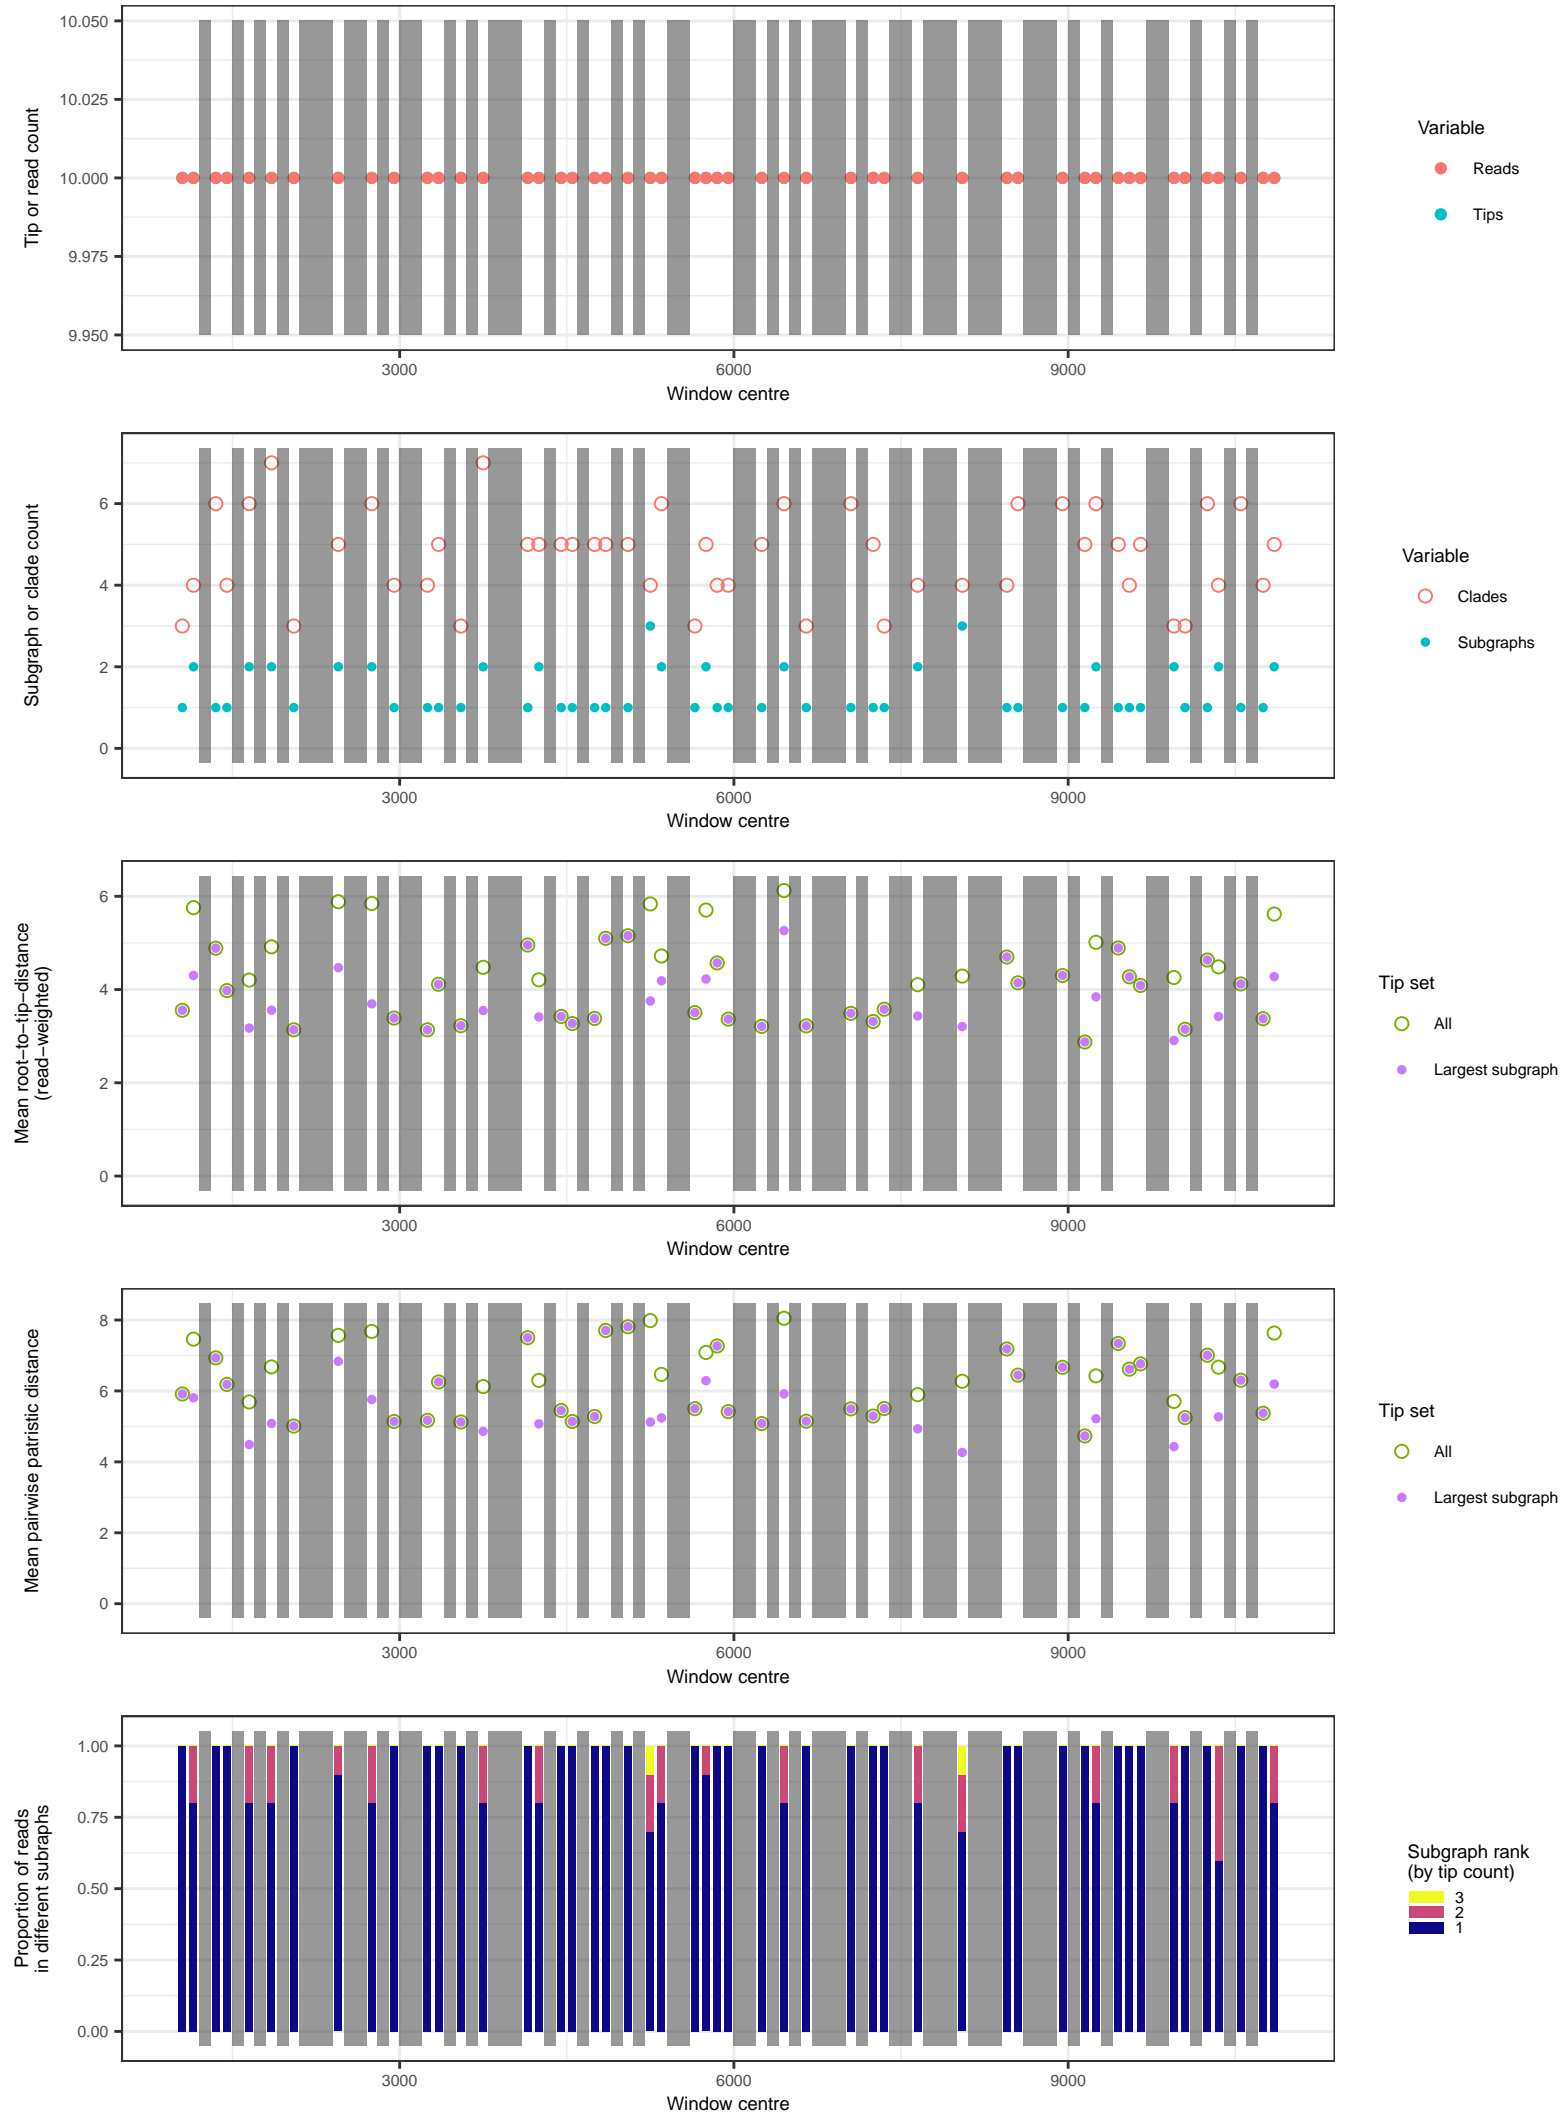 10.050
10.025
10.000
9.975
9.950
Tip or read count
3000 6000 9000
Window centre
Variable
Reads
Tips
6
4
2
0
Subgraph or clade count
3000 6000 9000
Window centre
Variable
Clades
Subgraphs
6
4
2
0
Mean root−to−tip−distance
(read−weighted)
3000 6000 9000
Window centre
Tip set
All
Largest subgraph
8
6
4
2
0
Mean pairwise patristic distance
3000 6000 9000
Window centre
Tip set
All
Largest subgraph
1.00
0.75
0.50
0.25
0.00
Proportion of reads
in different subraphs
3000 6000 9000
Window centre
Subgraph rank
(by tip count)
3
2
1